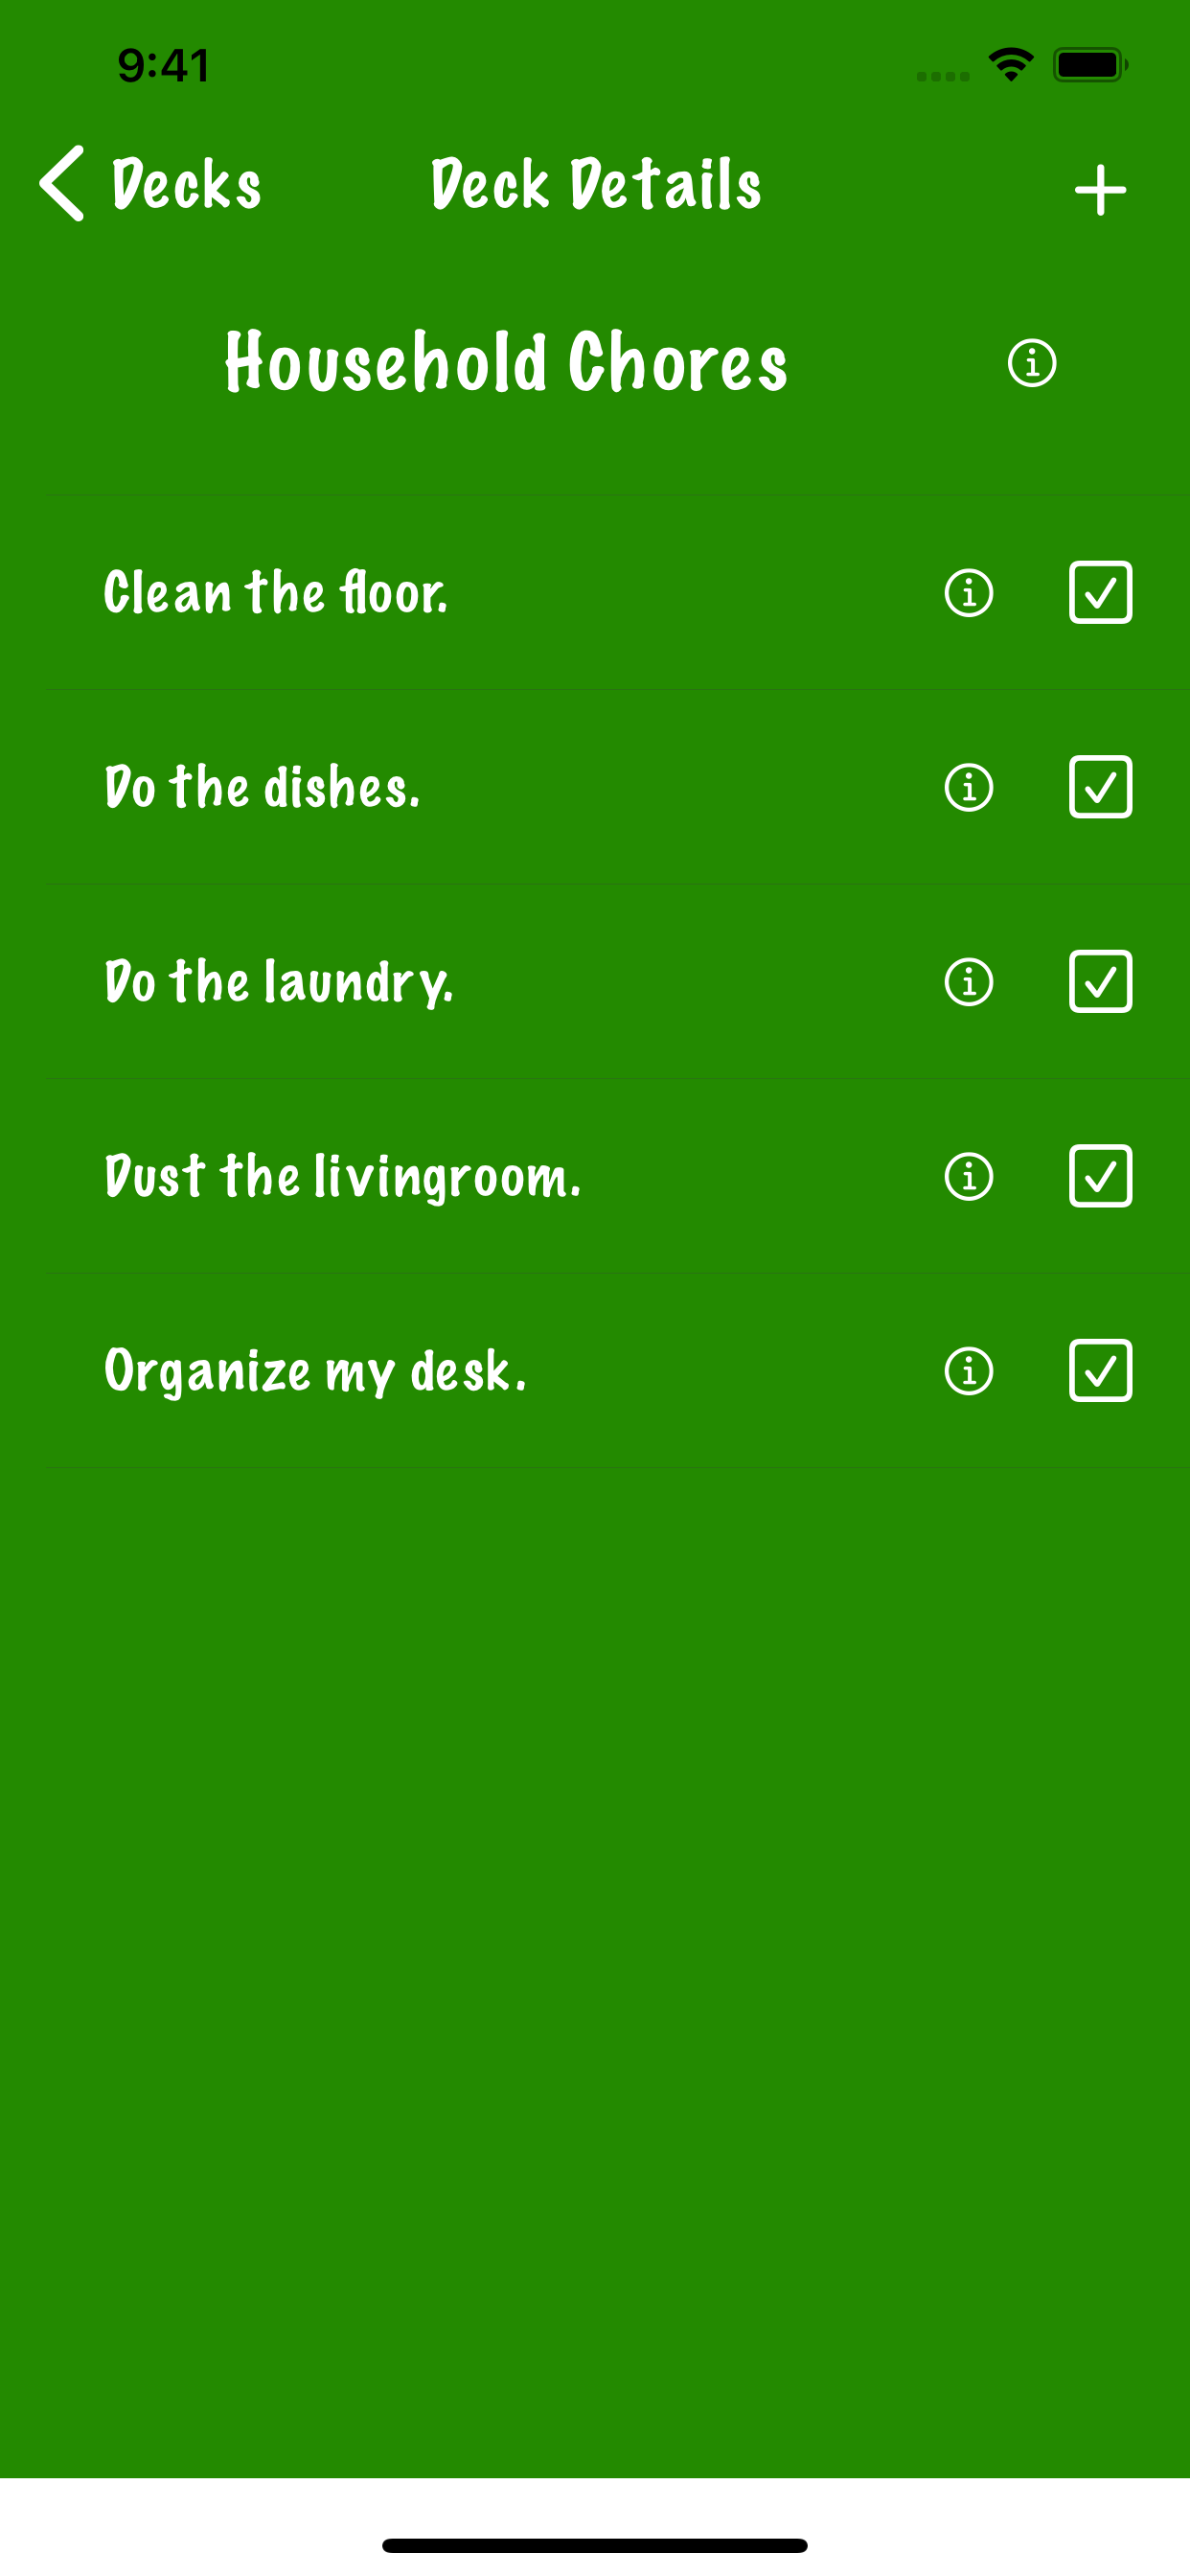 9:41
Decks
Deck Details
Household Chores
Clean the floor.
Do the dishes.
Do the laundry.
Dust the livingroom.
Organize my desk.